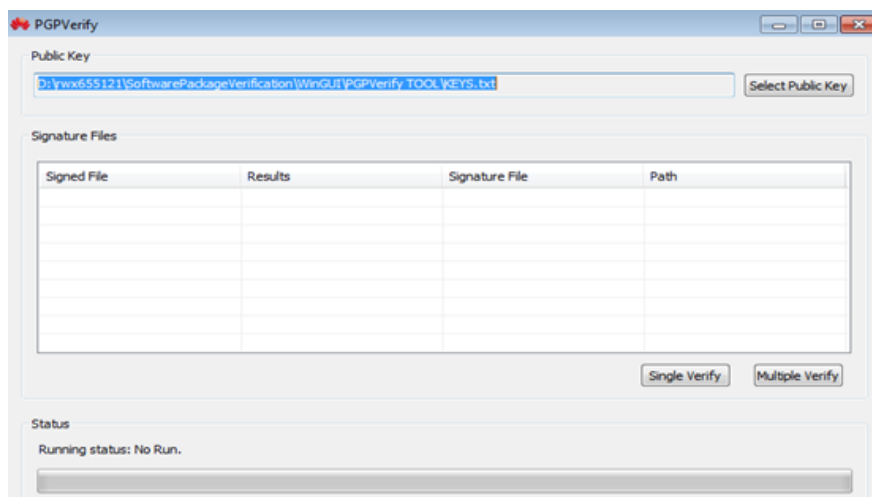 PGPVerify
Public Key
D:\rwx655121\SoftwarePackageVerification\WinGUI\PGPVerify TOOL\KEYS.txt
Select Public Key
Signature Files
Signed File Results Signature File Path
Single Verify Multiple Verify
Status
Running status: No Run.